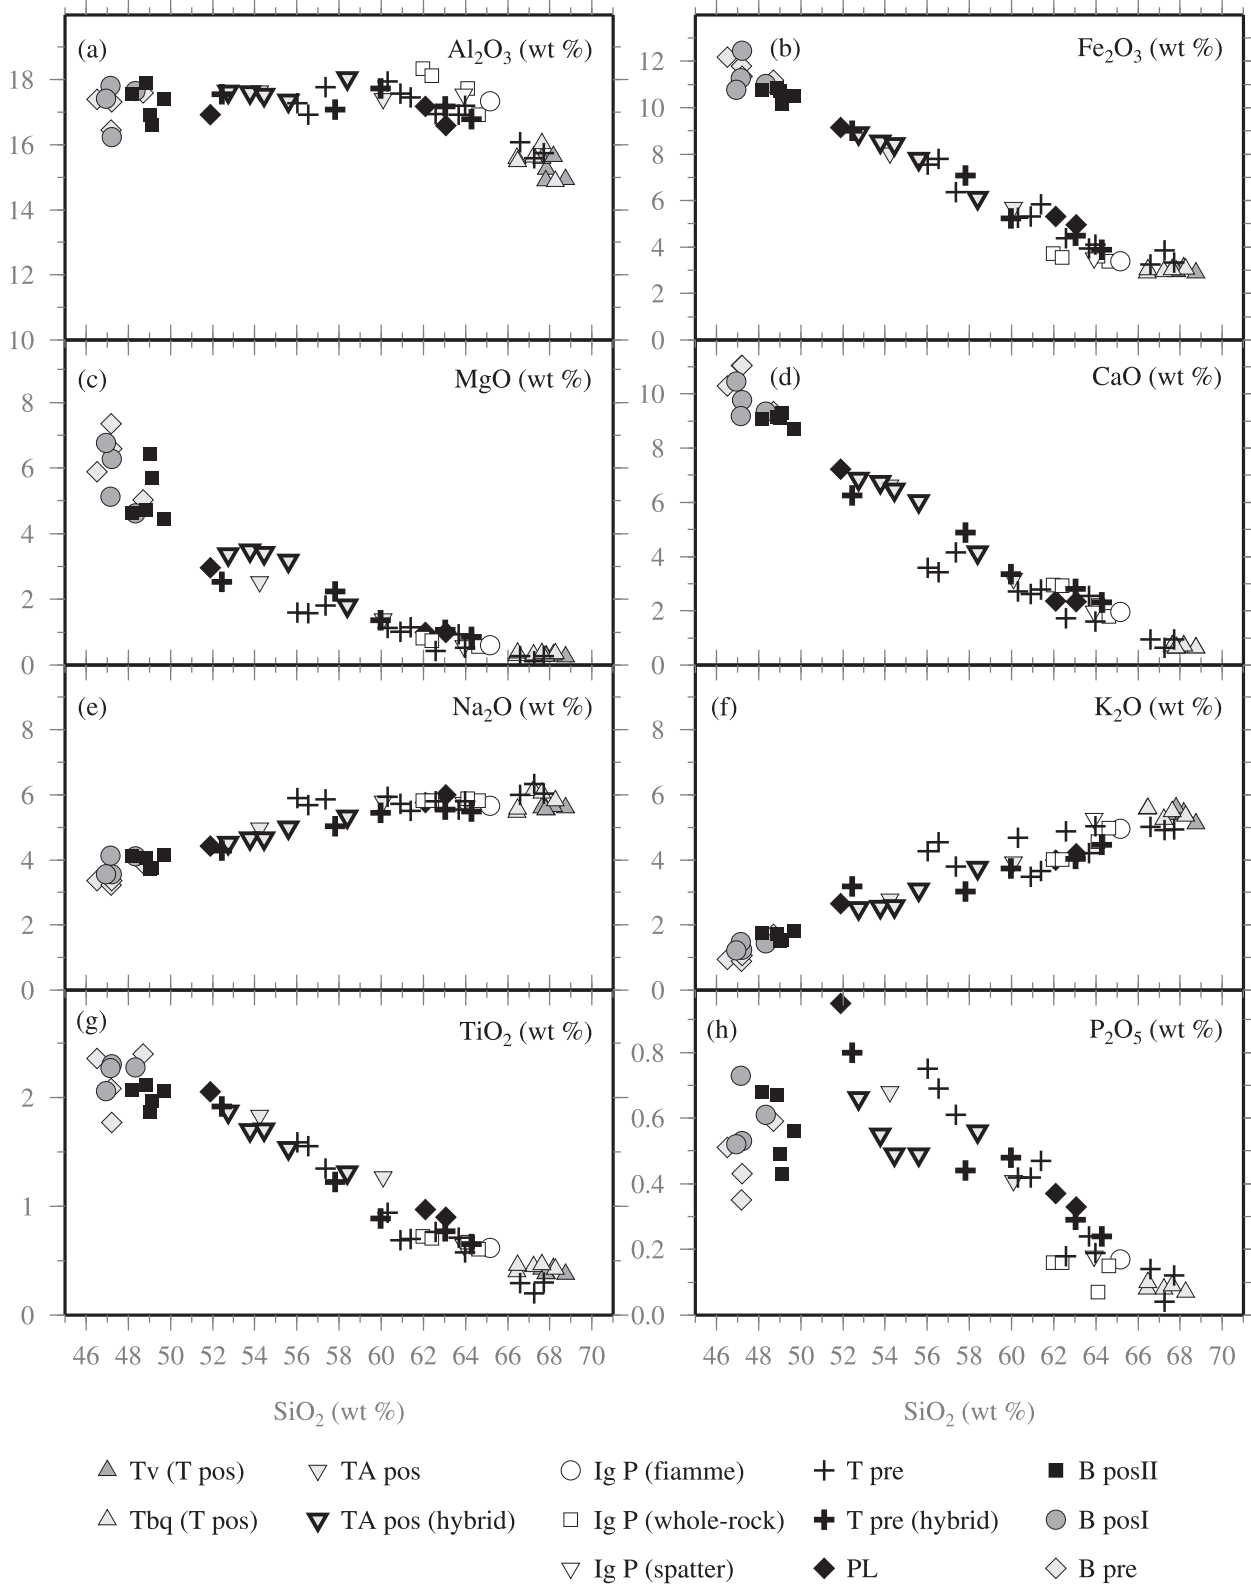 (a) Al2O3 (wt %)
18
16
14
12
10
(b) Fe2O3 (wt %)
12
10
8
6
4
2
0
(c) MgO (wt %)
8
6
4
2
0
(d) CaO (wt %)
10
8
6
4
2
0
(e) Na2O (wt %)
8
6
4
2
0
(f) K2O (wt %)
8
6
4
2
0
(g) TiO2 (wt %)
2
1
0
(h) P2O5 (wt %)
0.8
0.6
0.4
0.2
0.0
46 48 50 52 54 56 58 60 62 64 66 68 70
46 48 50 52 54 56 58 60 62 64 66 68 70
SiO2 (wt %)
SiO2 (wt %)
Tv (T pos) TA pos Ig P (fiamme) T pre B posII
Tbq (T pos) TA pos (hybrid) Ig P (whole-rock) T pre (hybrid) B posI
Ig P (spatter) PL B pre